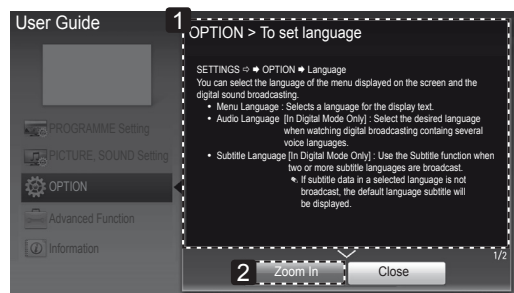 User Guide
1
OPTION > To set language
SETTINGS ⇨ ➡ OPTION ➡ Language
You can select the language of the menu displayed on the screen and the
digital sound broadcasting.
• Menu Language : Selects a language for the display text.
• Audio Language [In Digital Mode Only] : Select the desired language
when watching digital broadcasting containg several
voice languages.
• Subtitle Language [In Digital Mode Only] : Use the Subtitle function when
two or more subtitle languages are broadcast.
If subtitle data in a selected language is not
broadcast, the default language subtitle will
be displayed.
PROGRAMME Setting
PICTURE, SOUND Setting
OPTION
Advanced Function
Information
1/2
2
Zoom In
Close